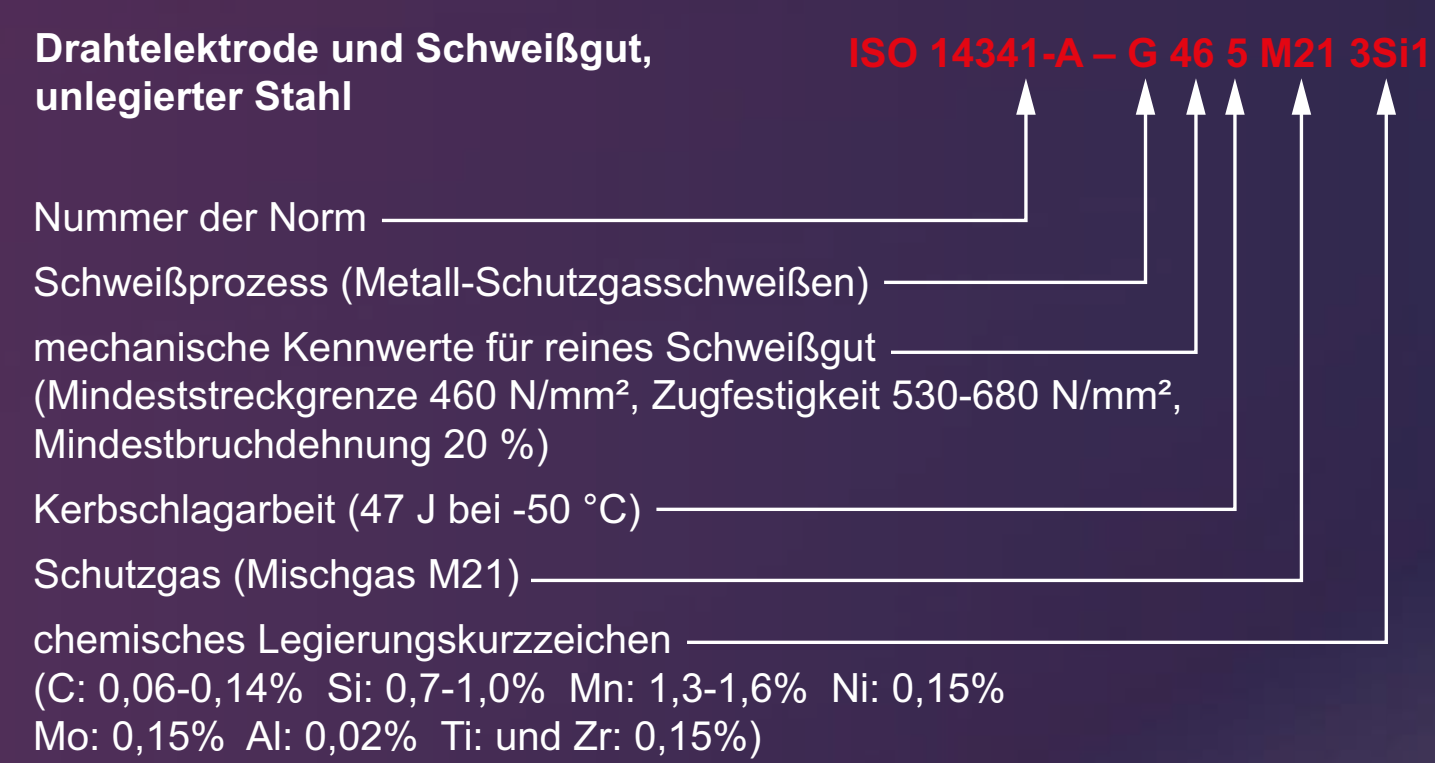 Drahtelektrode und Schweißgut,
unlegierter Stahl
ISO 14341-A – G 46 5 M21 3Si1
Nummer der Norm
Schweißprozess (Metall-Schutzgasschweißen)
mechanische Kennwerte für reines Schweißgut
(Mindeststreckgrenze 460 N/mm², Zugfestigkeit 530-680 N/mm²,
Mindestbruchdehnung 20 %)
Kerbschlagarbeit (47 J bei -50 °C)
Schutzgas (Mischgas M21)
chemisches Legierungskurzzeichen
(C: 0,06-0,14% Si: 0,7-1,0% Mn: 1,3-1,6% Ni: 0,15%
Mo: 0,15% Al: 0,02% Ti: und Zr: 0,15%)